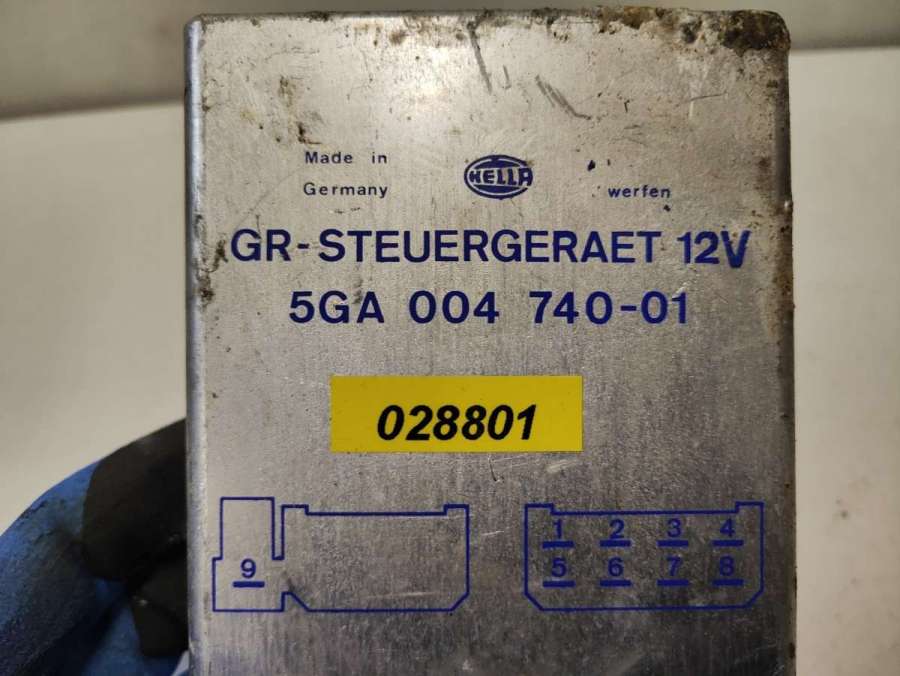 Made in
Germany
HELLA
werfen
GR-STEUERGERAET 12V
5GA 004 740-01
028801
1 2 3 4
9 5 6 7 8